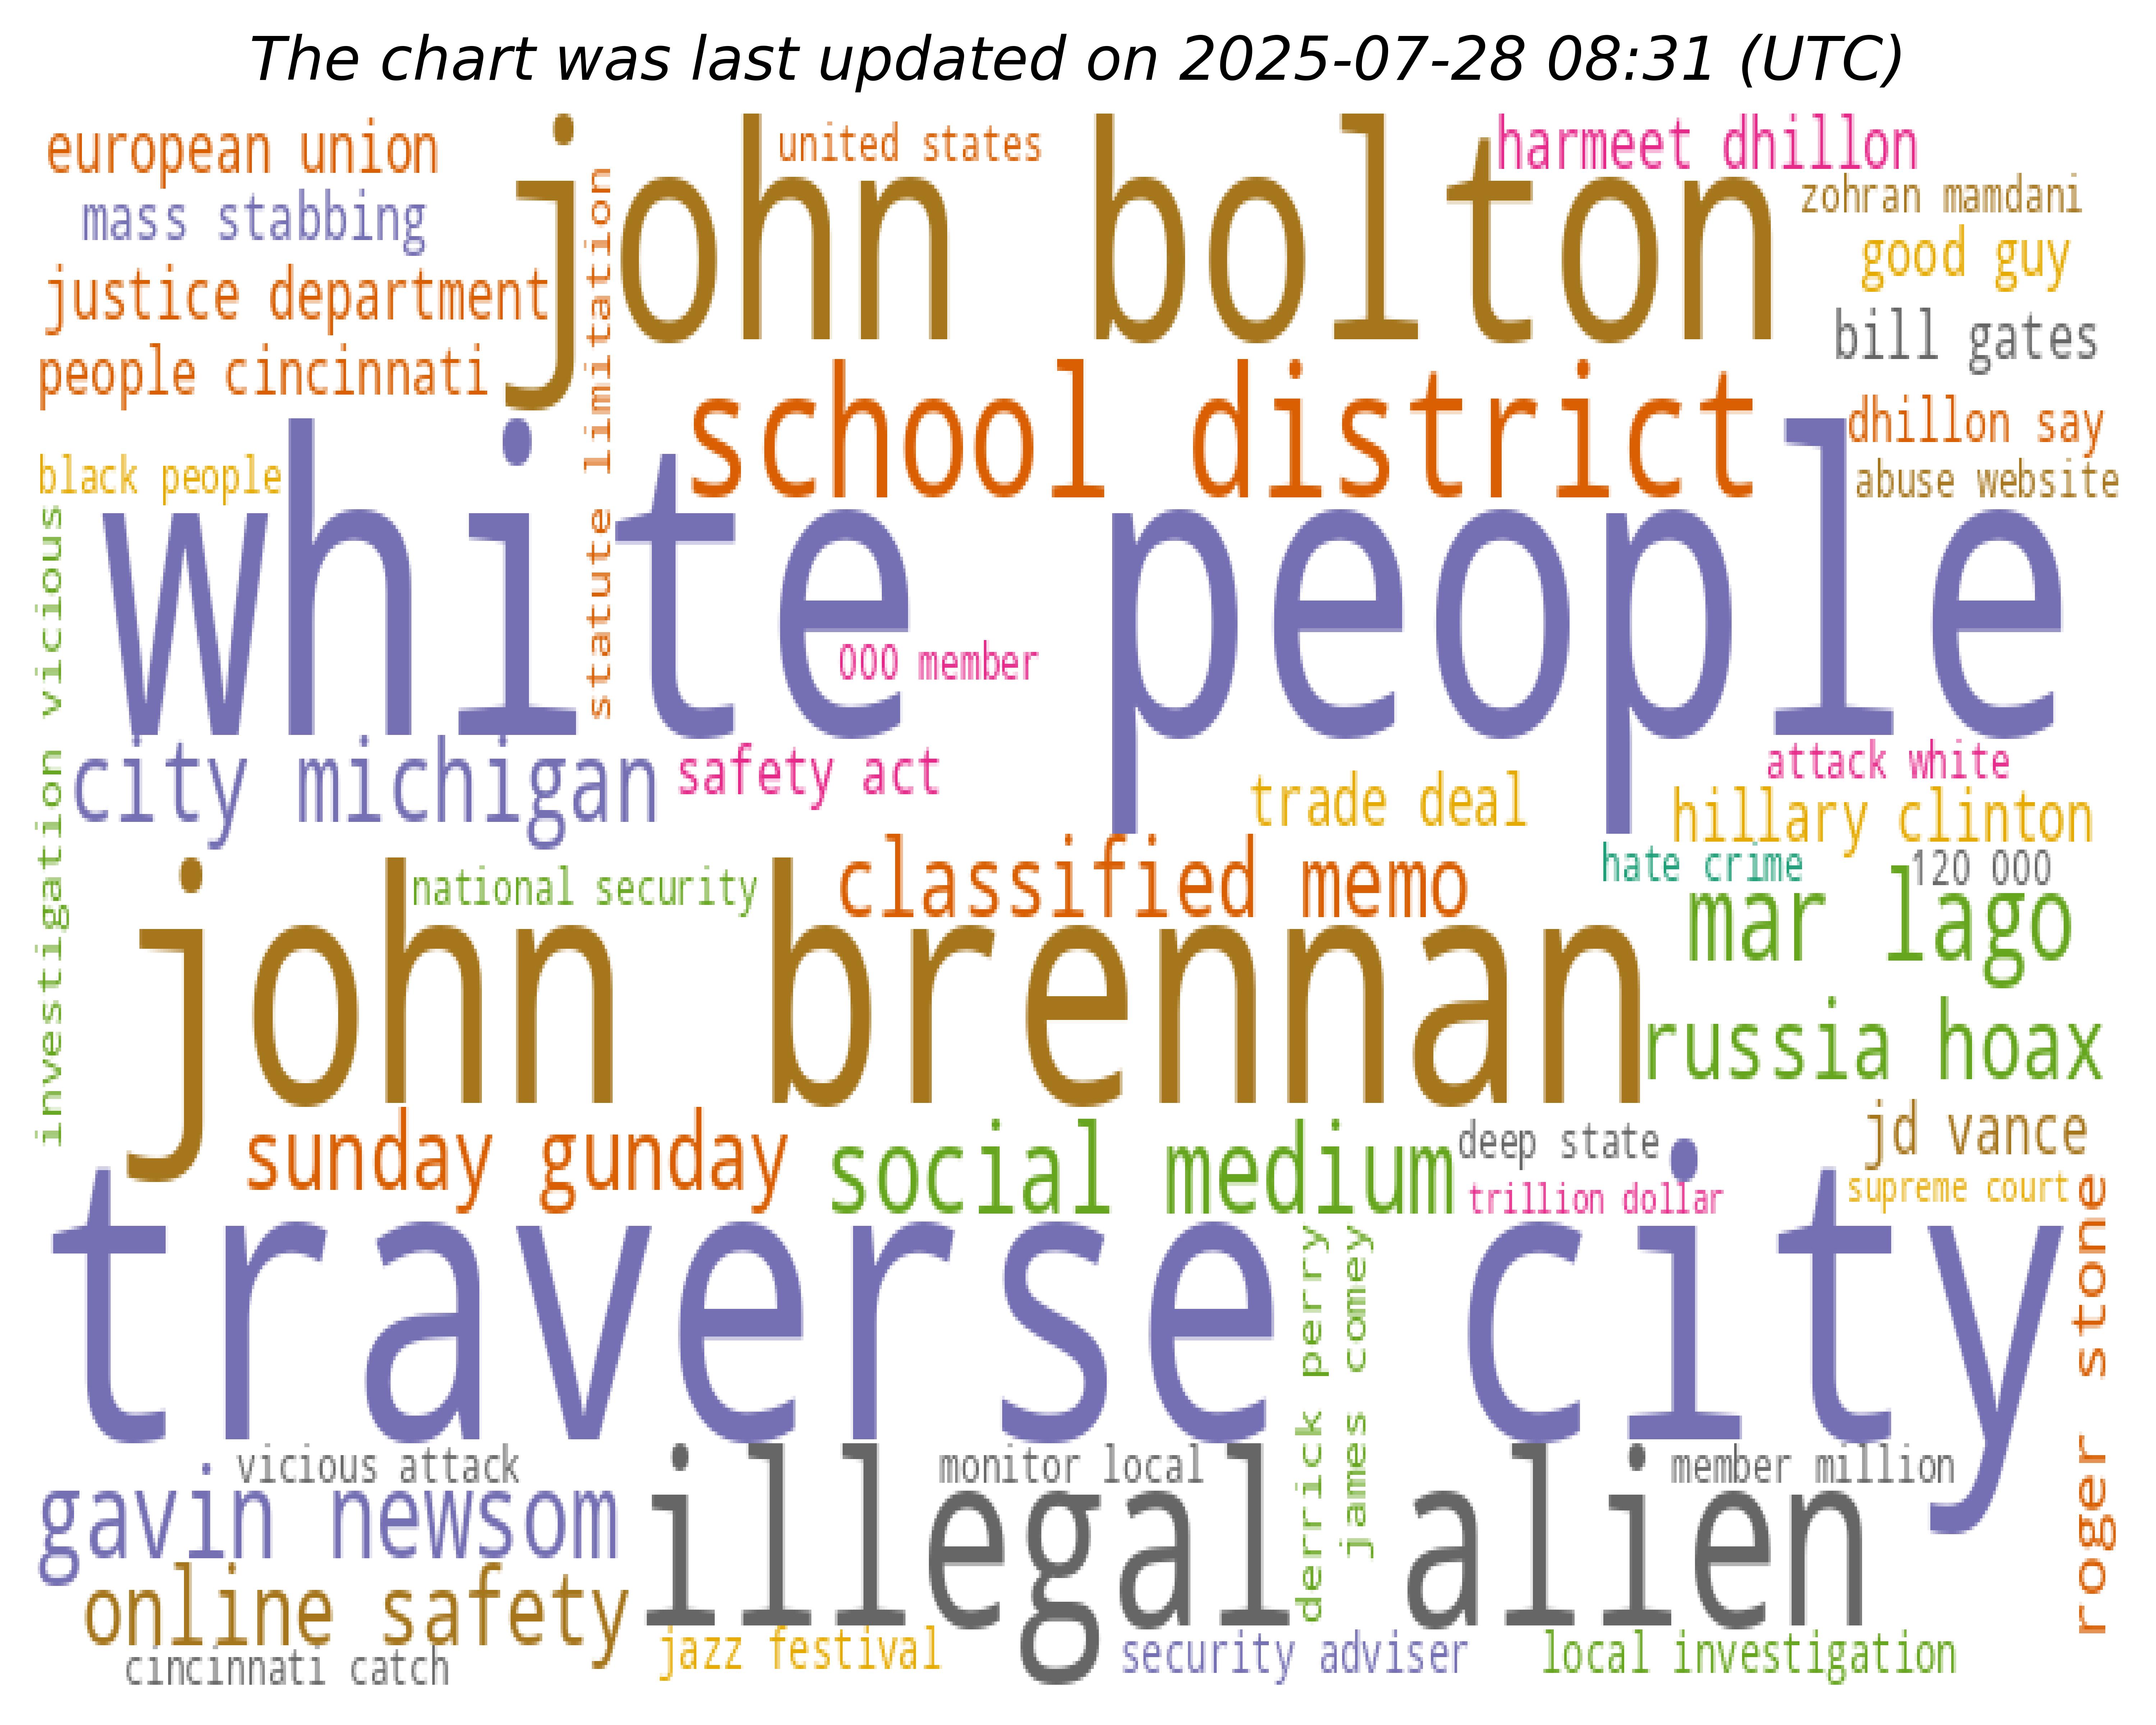 The chart was last updated on 2025-07-28 08:31 (UTC)
european union
john bolton
united states
harmeet dhillon
mass stabbing
zohran mamdani
good guy
justice department
statute limitation
bill gates
people cincinnati
school district
dhillon say
black people
abuse website
white people
investigation vicious
000 member
city michigan
safety act
trade deal
attack white
hillary clinton
national security
classified memo
hate crime
120 000
mar lago
john brennan
russia hoax
sunday gunday
social medium
deep state
jd vance
trillion dollar
supreme court
traverse city
derrick perry
james comey
roger stone
vicious attack
monitor local
member million
gavin newsom
illegal alien
online safety
cincinnati catch
jazz festival
security adviser
local investigation